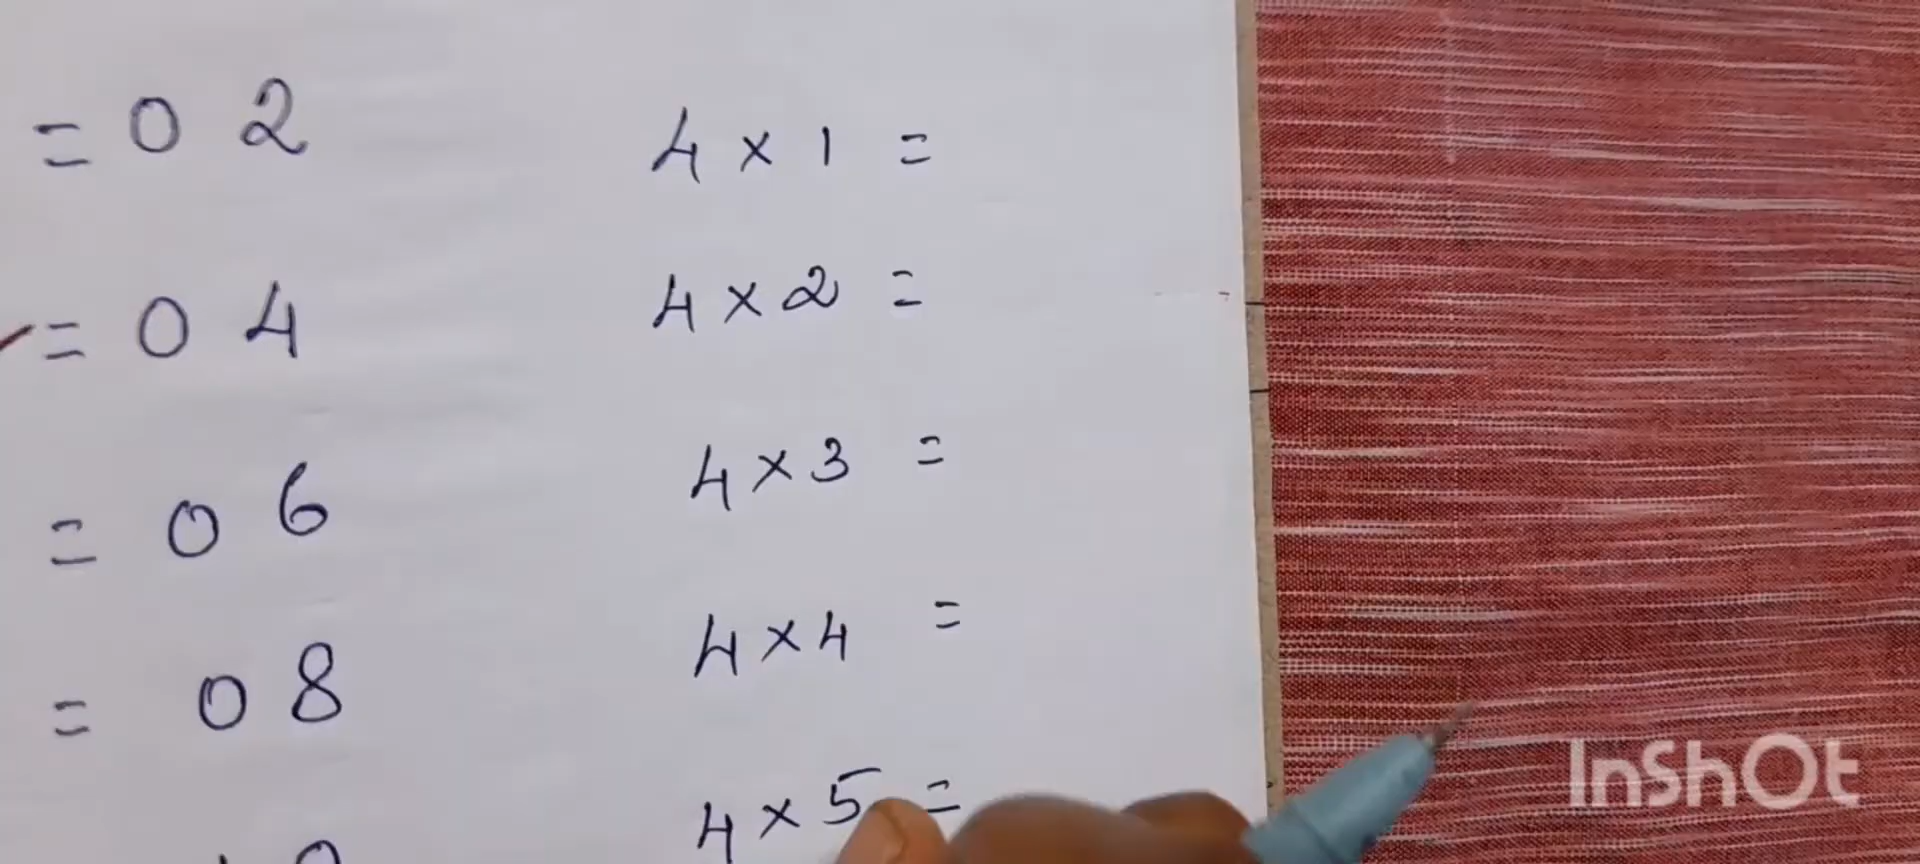 = 0 2
= 0 4
= 0 6
= 0 8
4 × 1 =
4 × 2 =
4 × 3 =
4 × 4 =
4 × 5 =
InShOt